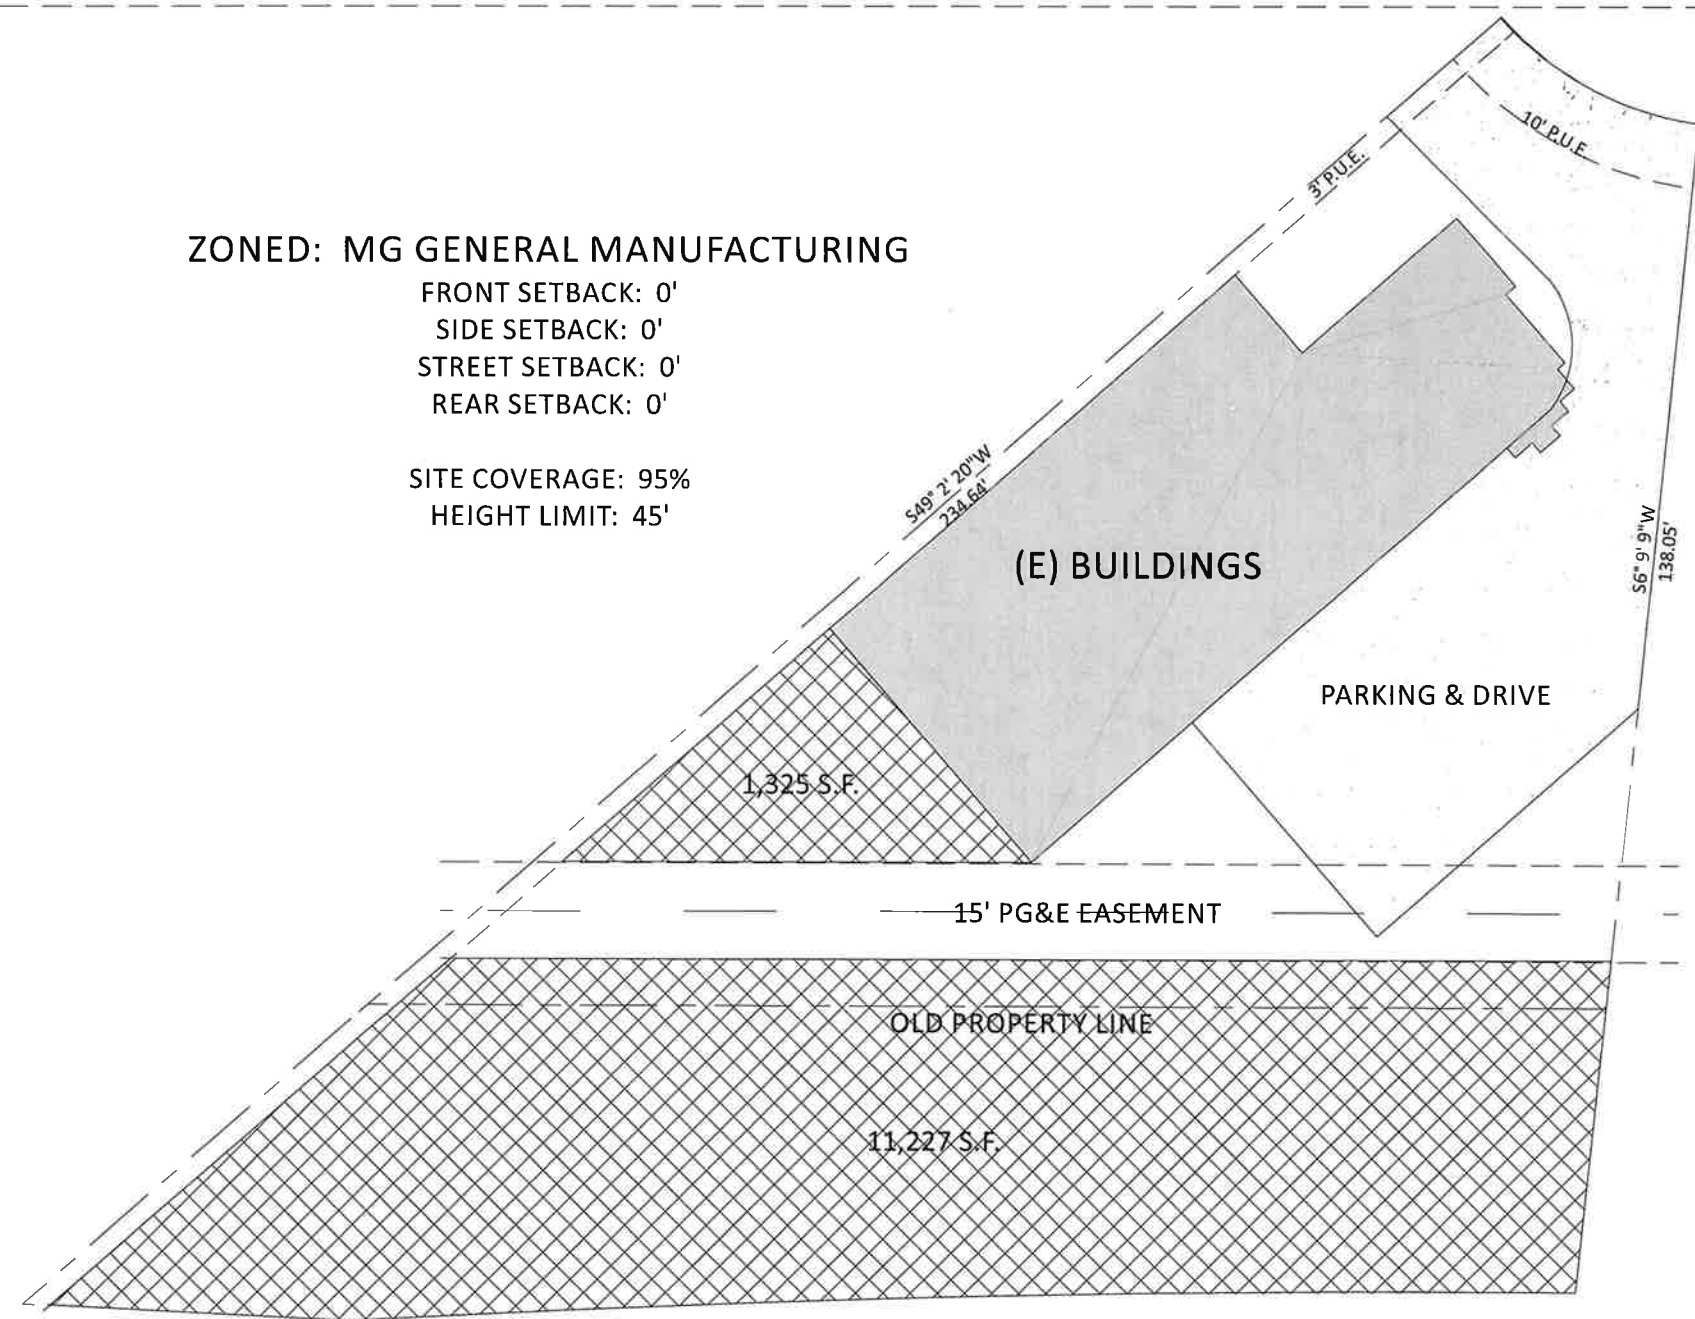 10' P.U.E.
3' P.U.E.
ZONED: MG GENERAL MANUFACTURING
FRONT SETBACK: 0'
SIDE SETBACK: 0'
STREET SETBACK: 0'
REAR SETBACK: 0'
SITE COVERAGE: 95%
HEIGHT LIMIT: 45'
S49° 2' 20"W
234.64'
(E) BUILDINGS
S6° 9' 9"W
138.05'
PARKING & DRIVE
1,325 S.F.
15' PG&E EASEMENT
OLD PROPERTY LINE
11,227 S.F.